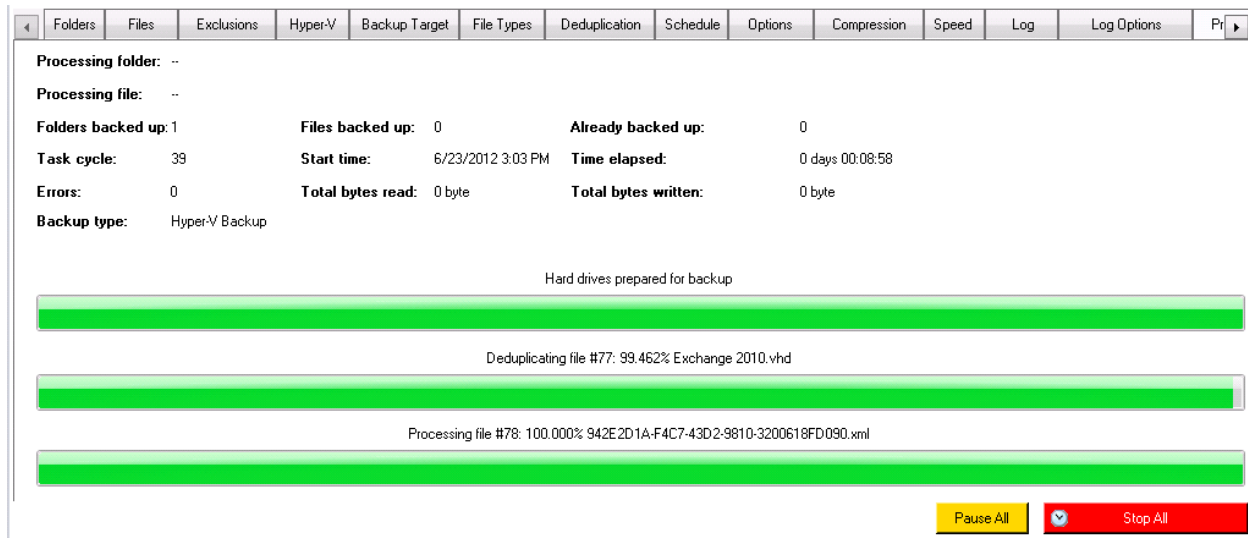 Folders Files Exclusions Hyper-V Backup Target File Types Deduplication Schedule Options Compression Speed Log Log Options Pr
Processing folder: --
Processing file: --
Folders backed up: 1 Files backed up: 0 Already backed up: 0
Task cycle: 39 Start time: 6/23/2012 3:03 PM Time elapsed: 0 days 00:08:58
Errors: 0 Total bytes read: 0 byte Total bytes written: 0 byte
Backup type: Hyper-V Backup
Hard drives prepared for backup
Deduplicating file #77: 99.462% Exchange 2010.vhd
Processing file #78: 100.000% 942E2D1A-F4C7-43D2-9810-3200618FD090.xml
Pause All Stop All